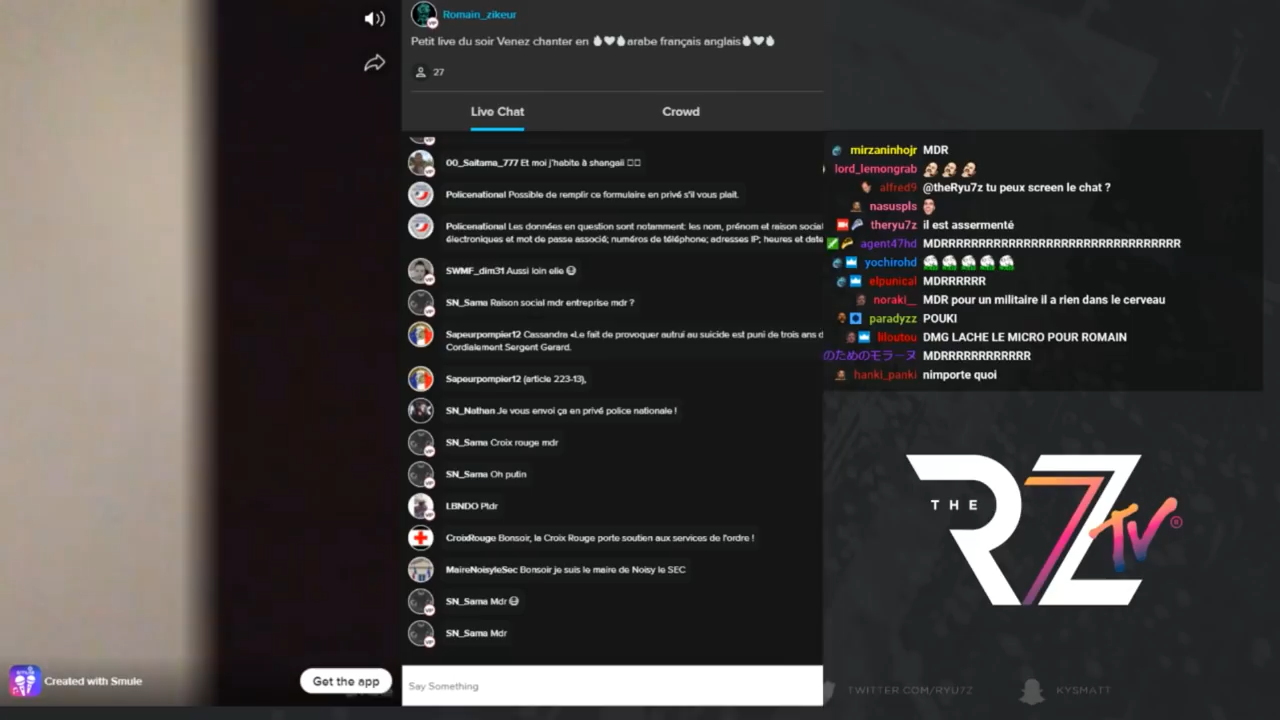 Romain_zikeur
Petit live du soir Venez chanter en 💧❤💧arabe français anglais💧❤💧
27
Live Chat
Crowd
00_Saitama_777 Et moi j'habite à shangaii
Policenational Possible de remplir ce formulaire en privé s'il vous plait.
Policenational Les données en question sont notamment: les nom, prénom et raison social
électroniques et mot de passe associé; numéros de téléphone; adresses IP; heures et date
SWMF_dim31 Aussi loin elie
SN_Sama Raison social mdr entreprise mdr ?
Sapeurpompier12 Cassandra «Le fait de provoquer autrui au suicide est puni de trois ans d
Cordialement Sergent Gerard.
Sapeurpompier12 (article 223-13),
SN_Nathan Je vous envoi ça en privé police nationale !
SN_Sama Croix rouge mdr
SN_Sama Oh putin
LBNDO Ptdr
CroixRouge Bonsoir, la Croix Rouge porte soutien aux services de l'ordre !
MaireNoisyleSec Bonsoir je suis le maire de Noisy le SEC
SN_Sama Mdr
SN_Sama Mdr
Say Something
Created with Smule
Get the app
mirzaninhojr MDR
lord_lemongrab
alfred9 @theRyu7z tu peux screen le chat ?
nasuspls
theryu7z il est assermenté
agent47hd MDRRRRRRRRRRRRRRRRRRRRRRRRRRRRRRR
yochirohd
elpunical MDRRRRRR
noraki__ MDR pour un militaire il a rien dans le cerveau
paradyzz POUKI
liloutou DMG LACHE LE MICRO POUR ROMAIN
のためのモラーヌ MDRRRRRRRRRRRR
hanki_panki nimporte quoi
THE
R7Z
TV
TWITTER.COM/RYU7Z
KYSMATT